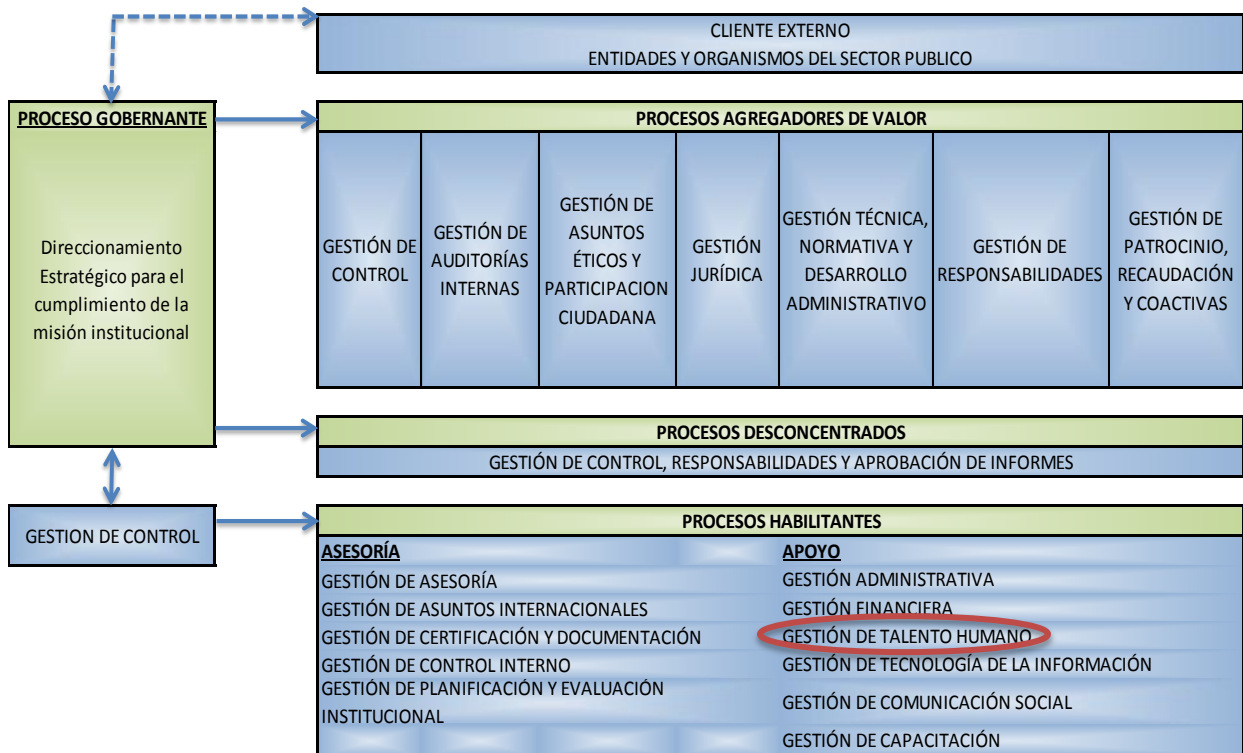 CLIENTE EXTERNO
ENTIDADES Y ORGANISMOS DEL SECTOR PUBLICO
PROCESO GOBERNANTE
Direccionamiento
Estratégico para el
cumplimiento de la
misión institucional
PROCESOS AGREGADORES DE VALOR
GESTIÓN DE
CONTROL
GESTIÓN DE
AUDITORÍAS
INTERNAS
GESTIÓN DE
ASUNTOS
ÉTICOS Y
PARTICIPACION
CIUDADANA
GESTIÓN
JURÍDICA
GESTIÓN TÉCNICA,
NORMATIVA Y
DESARROLLO
ADMINISTRATIVO
GESTIÓN DE
RESPONSABILIDADES
GESTIÓN DE
PATROCINIO,
RECAUDACIÓN
Y COACTIVAS
PROCESOS DESCONCENTRADOS
GESTIÓN DE CONTROL, RESPONSABILIDADES Y APROBACIÓN DE INFORMES
GESTION DE CONTROL
PROCESOS HABILITANTES
ASESORÍA
GESTIÓN DE ASESORÍA
GESTIÓN DE ASUNTOS INTERNACIONALES
GESTIÓN DE CERTIFICACIÓN Y DOCUMENTACIÓN
GESTIÓN DE CONTROL INTERNO
GESTIÓN DE PLANIFICACIÓN Y EVALUACIÓN
INSTITUCIONAL
APOYO
GESTIÓN ADMINISTRATIVA
GESTIÓN FINANCIERA
GESTIÓN DE TALENTO HUMANO
GESTIÓN DE TECNOLOGÍA DE LA INFORMACIÓN
GESTIÓN DE COMUNICACIÓN SOCIAL
GESTIÓN DE CAPACITACIÓN